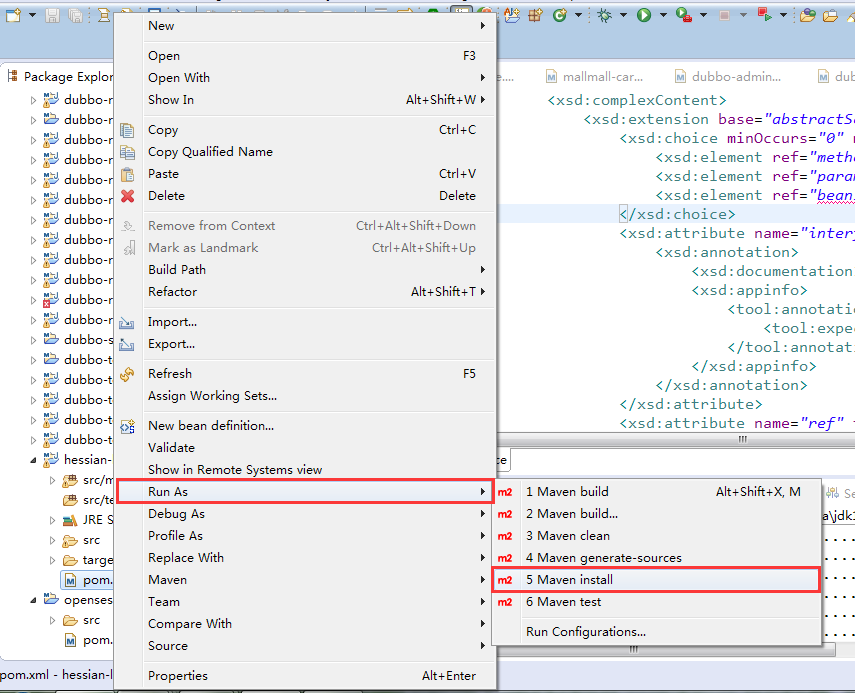 Package Explor
dubbo-r
dubbo-r
dubbo-r
dubbo-r
dubbo-r
dubbo-r
dubbo-r
dubbo-r
dubbo-r
dubbo-r
dubbo-r
dubbo-r
dubbo-s
dubbo-t
dubbo-t
dubbo-t
dubbo-t
dubbo-t
hessian-l
src/m
src/te
JRE S
src
targe
pom.
openses
src
pom.
pom.xml - hessian-l
New
Open F3
Open With
Show In Alt+Shift+W
Copy Ctrl+C
Copy Qualified Name
Paste Ctrl+V
Delete Delete
Remove from Context Ctrl+Alt+Shift+Down
Mark as Landmark Ctrl+Alt+Shift+Up
Build Path
Refactor Alt+Shift+T
Import...
Export...
Refresh F5
Assign Working Sets...
New bean definition...
Validate
Show in Remote Systems view
Run As
Debug As
Profile As
Replace With
Maven
Team
Compare With
Source
Properties Alt+Enter
m2 1 Maven build Alt+Shift+X, M
m2 2 Maven build...
m2 3 Maven clean
m2 4 Maven generate-sources
m2 5 Maven install
m2 6 Maven test
Run Configurations...
mallmall-car... dubbo-admin... dub
<xsd:complexContent>
<xsd:extension base="abstractSe
<xsd:choice minOccurs="0" m
<xsd:element ref="metho
<xsd:element ref="param
<xsd:element ref="beans
</xsd:choice>
<xsd:attribute name="interf
<xsd:annotation>
<xsd:documentation
<xsd:appinfo>
<tool:annotatio
<tool:expec
</tool:annotat
</xsd:appinfo>
</xsd:annotation>
</xsd:attribute>
<xsd:attribute name="ref" t
ce
Se
a\jdk1